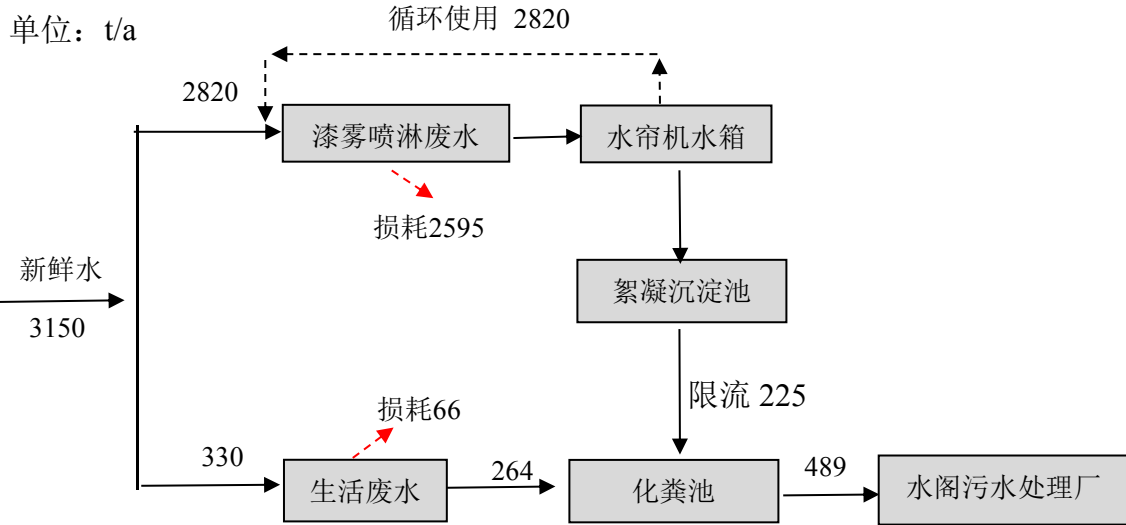 单位：t/a
循环使用 2820
2820
漆雾喷淋废水
水帘机水箱
损耗2595
新鲜水
3150
絮凝沉淀池
限流 225
损耗66
330
生活废水
264
化粪池
489
水阁污水处理厂